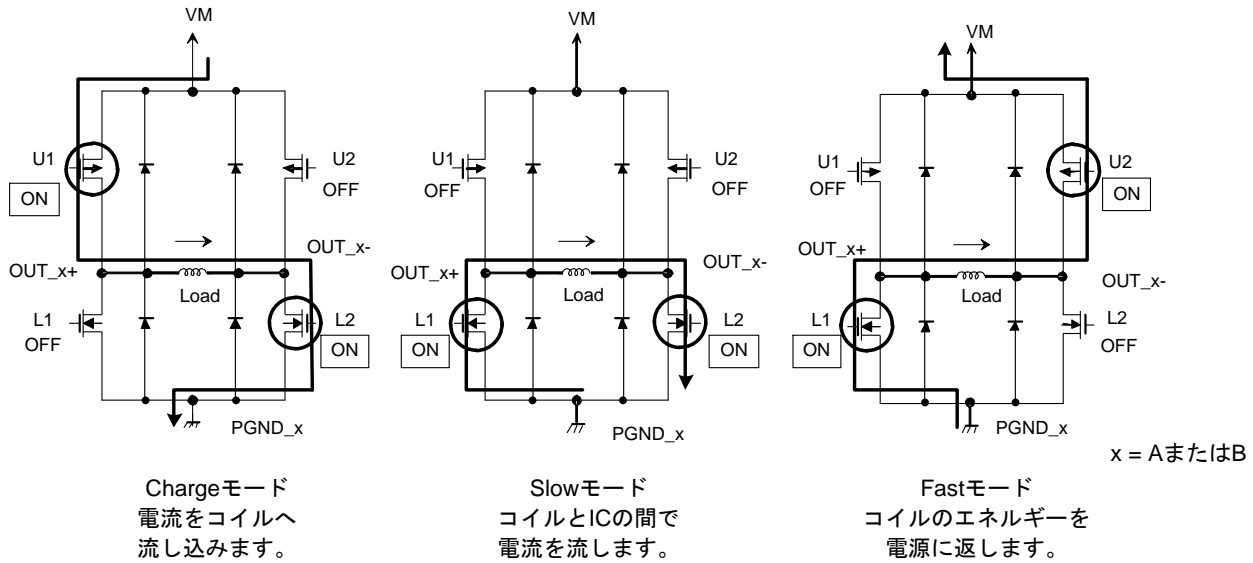 VM
U1
ON
U2
OFF
OUT_x+
OUT_x-
Load
L1
OFF
L2
ON
PGND_x
Chargeモード
電流をコイルへ
流し込みます。
VM
U1
OFF
U2
OFF
OUT_x+
OUT_x-
Load
L1
ON
L2
ON
PGND_x
Slowモード
コイルとICの間で
電流を流します。
VM
U1
OFF
U2
ON
OUT_x+
OUT_x-
Load
L1
ON
L2
OFF
PGND_x
Fastモード
コイルのエネルギーを
電源に返します。
x = AまたはB